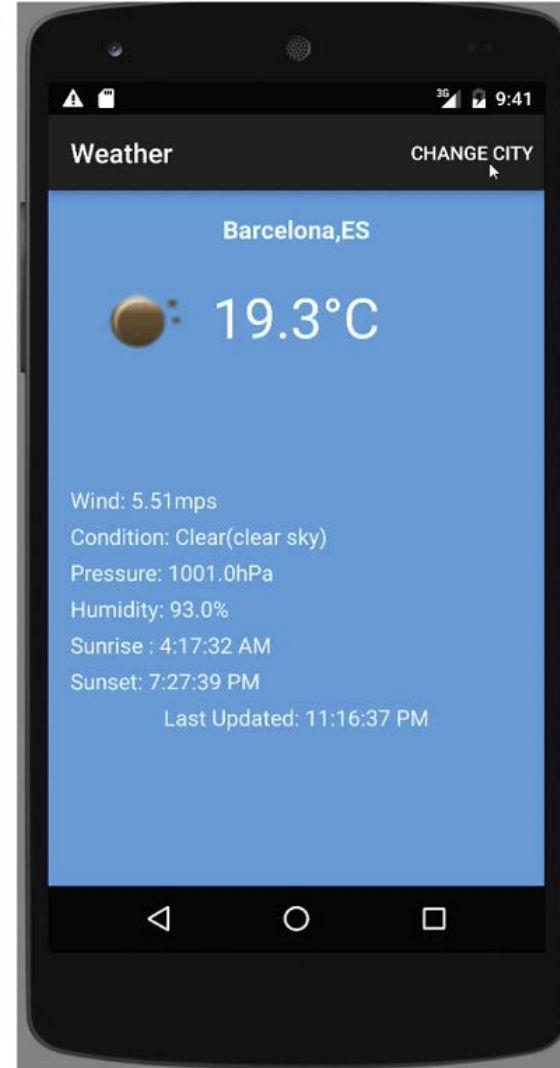 3G 9:41
Weather CHANGE CITY
Barcelona,ES
19.3°C
Wind: 5.51mps
Condition: Clear(clear sky)
Pressure: 1001.0hPa
Humidity: 93.0%
Sunrise : 4:17:32 AM
Sunset: 7:27:39 PM
Last Updated: 11:16:37 PM